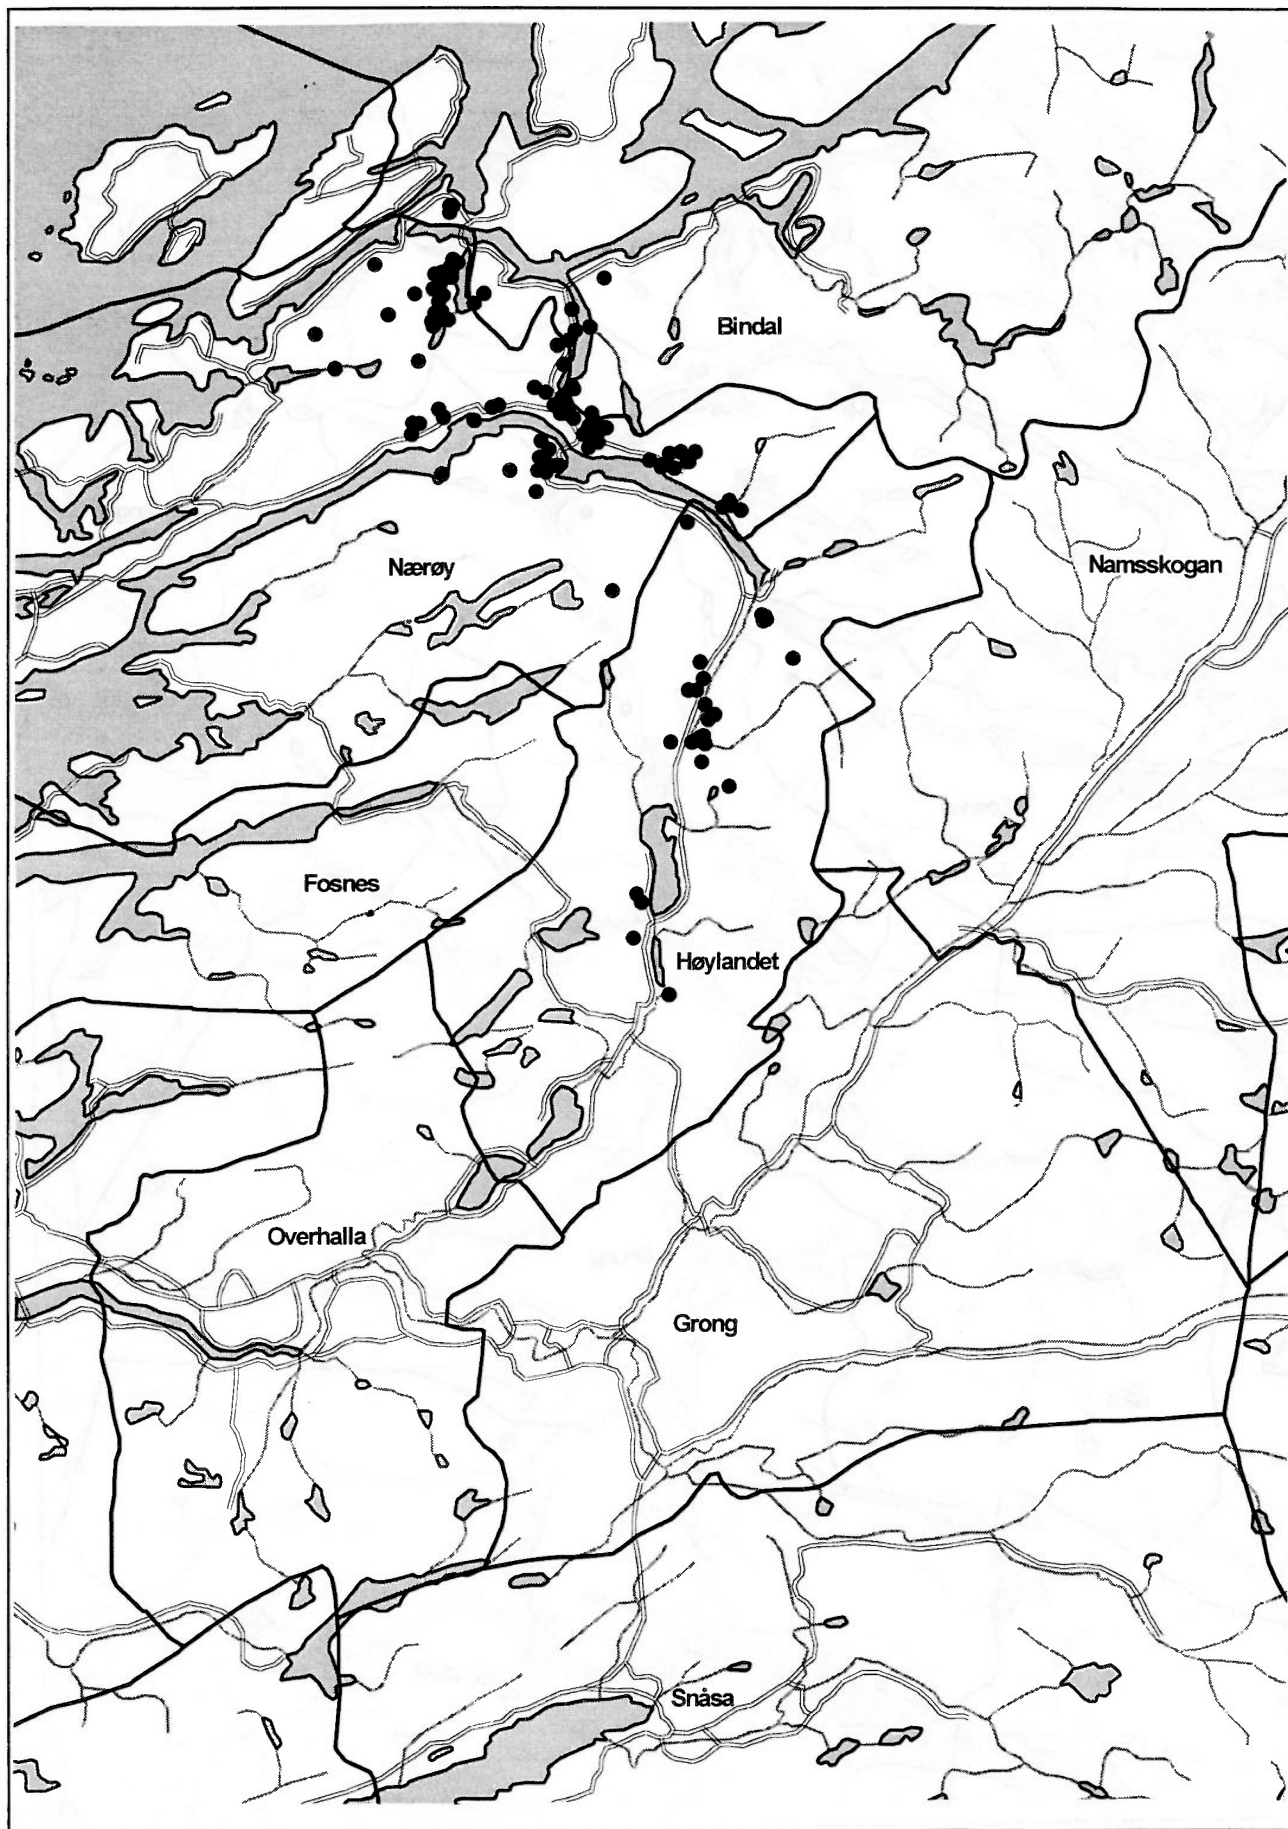 Bindal
Nærøy
Namsskogan
Fosnes
Høylandet
Overhalla
Grong
Snåsa